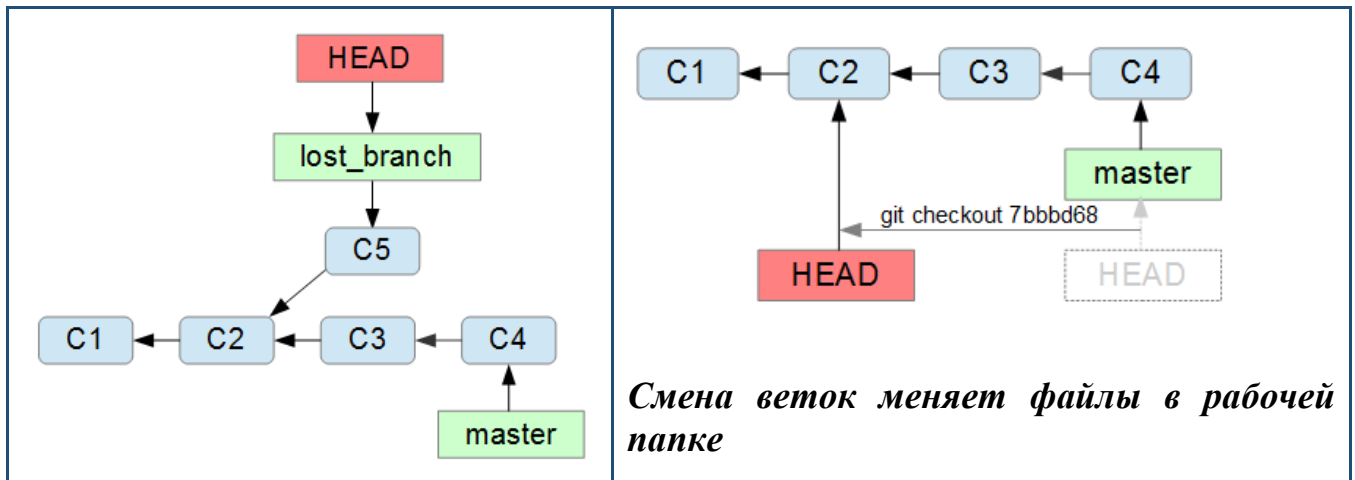 HEAD
lost_branch
C5
C1 C2 C3 C4
master
C1 C2 C3 C4
master
git checkout 7bbbd68
HEAD HEAD
Смена веток меняет файлы в рабочей
папке